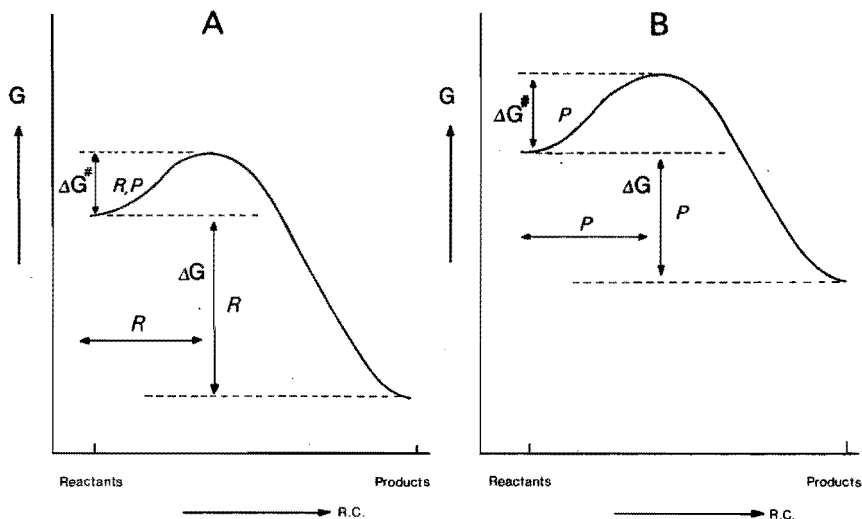 A
G
ΔG#
R,P
ΔG
R
R
Reactants
Products
R.C.
B
G
ΔG#
P
ΔG
P
P
Reactants
Products
R.C.